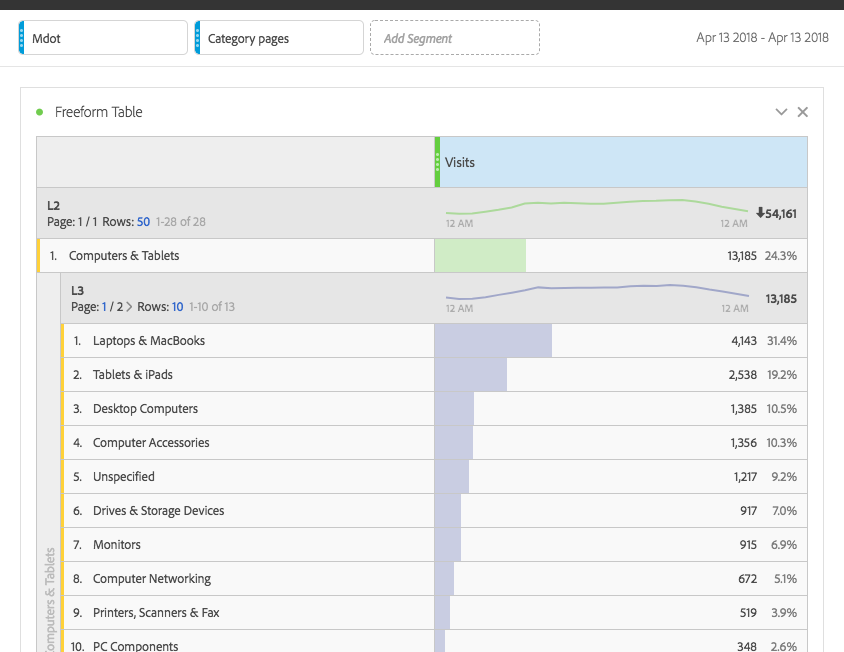 Mdot
Category pages
Add Segment
Apr 13 2018 - Apr 13 2018
Freeform Table
Visits
L2
Page: 1 / 1 Rows: 50 1-28 of 28
12 AM
12 AM
54,161
1. Computers & Tablets 13,185 24.3%
L3
Page: 1 / 2 > Rows: 10 1-10 of 13
12 AM
12 AM
13,185
1. Laptops & MacBooks 4,143 31.4%
2. Tablets & iPads 2,538 19.2%
3. Desktop Computers 1,385 10.5%
4. Computer Accessories 1,356 10.3%
5. Unspecified 1,217 9.2%
6. Drives & Storage Devices 917 7.0%
7. Monitors 915 6.9%
8. Computer Networking 672 5.1%
9. Printers, Scanners & Fax 519 3.9%
10. PC Components 348 2.6%
omputers & Tablets